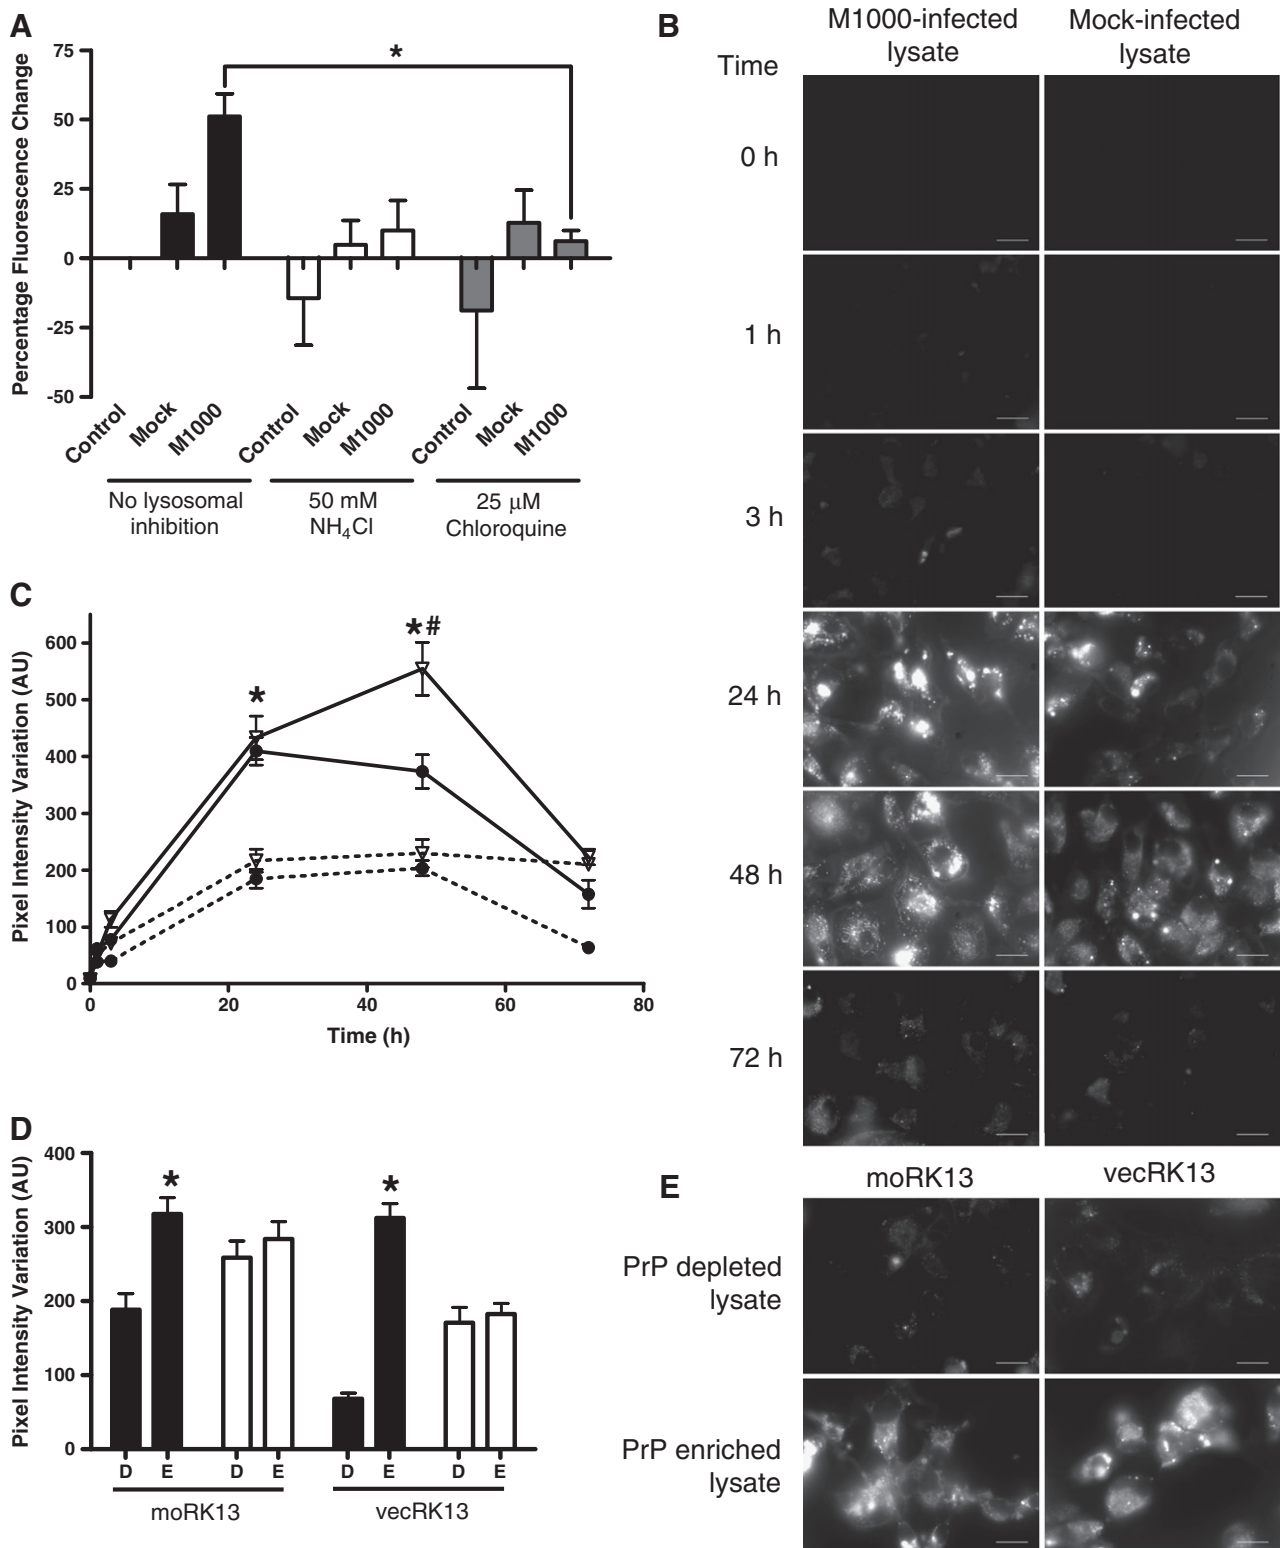 A
75
50
25
0
-25
-50
Percentage Fluorescence Change
*
Control
Mock
M1000
Control
Mock
M1000
Control
Mock
M1000
No lysosomal
inhibition
50 mM
NH₄Cl
25 μM
Chloroquine
B
M1000-infected
lysate
Mock-infected
lysate
Time
0 h
1 h
3 h
24 h
48 h
72 h
C
600
500
400
300
200
100
0
Pixel Intensity Variation (AU)
*
*#
0
20
40
60
80
Time (h)
D
400
300
200
100
0
Pixel Intensity Variation (AU)
*
*
D
E
D
E
D
E
D
E
moRK13
vecRK13
E
moRK13
vecRK13
PrP depleted
lysate
PrP enriched
lysate